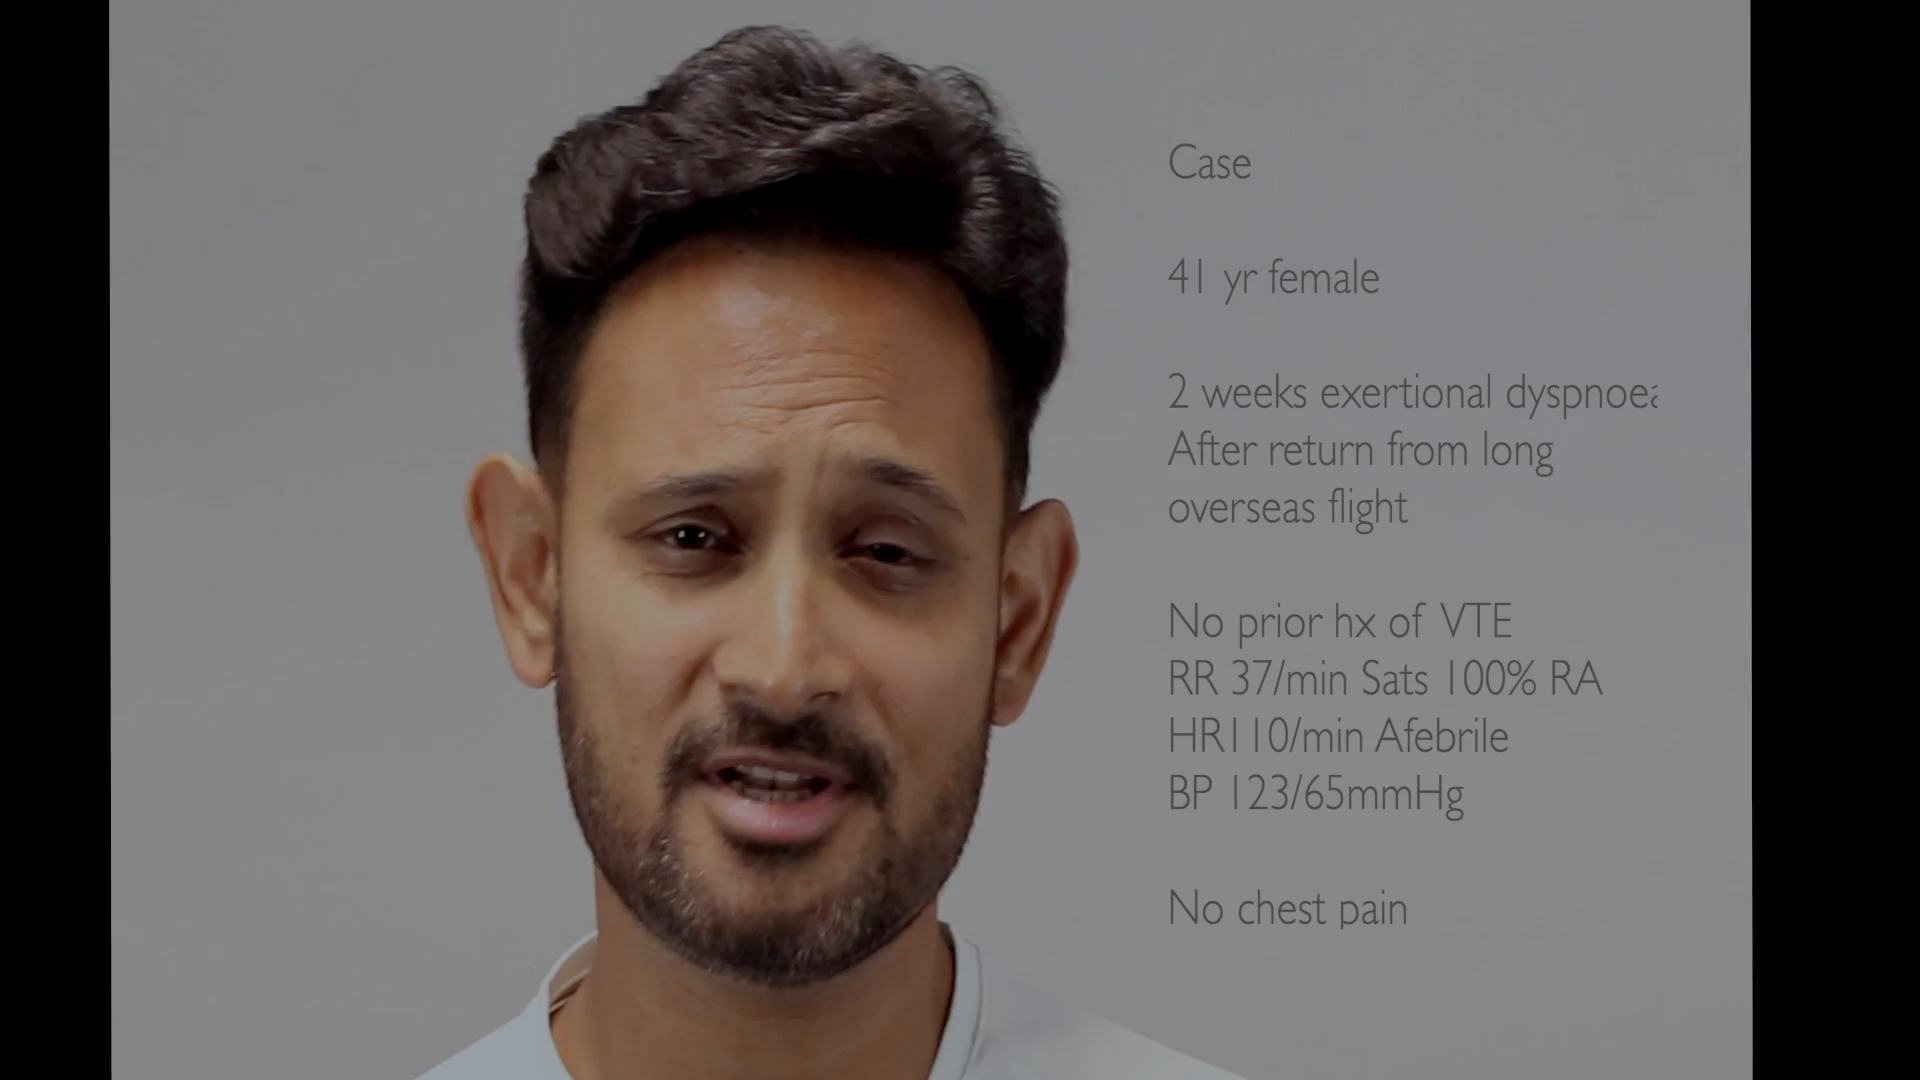 Case
41 yr female
2 weeks exertional dyspnoea
After return from long
overseas flight
No prior hx of VTE
RR 37/min Sats 100% RA
HR110/min Afebrile
BP 123/65mmHg
No chest pain